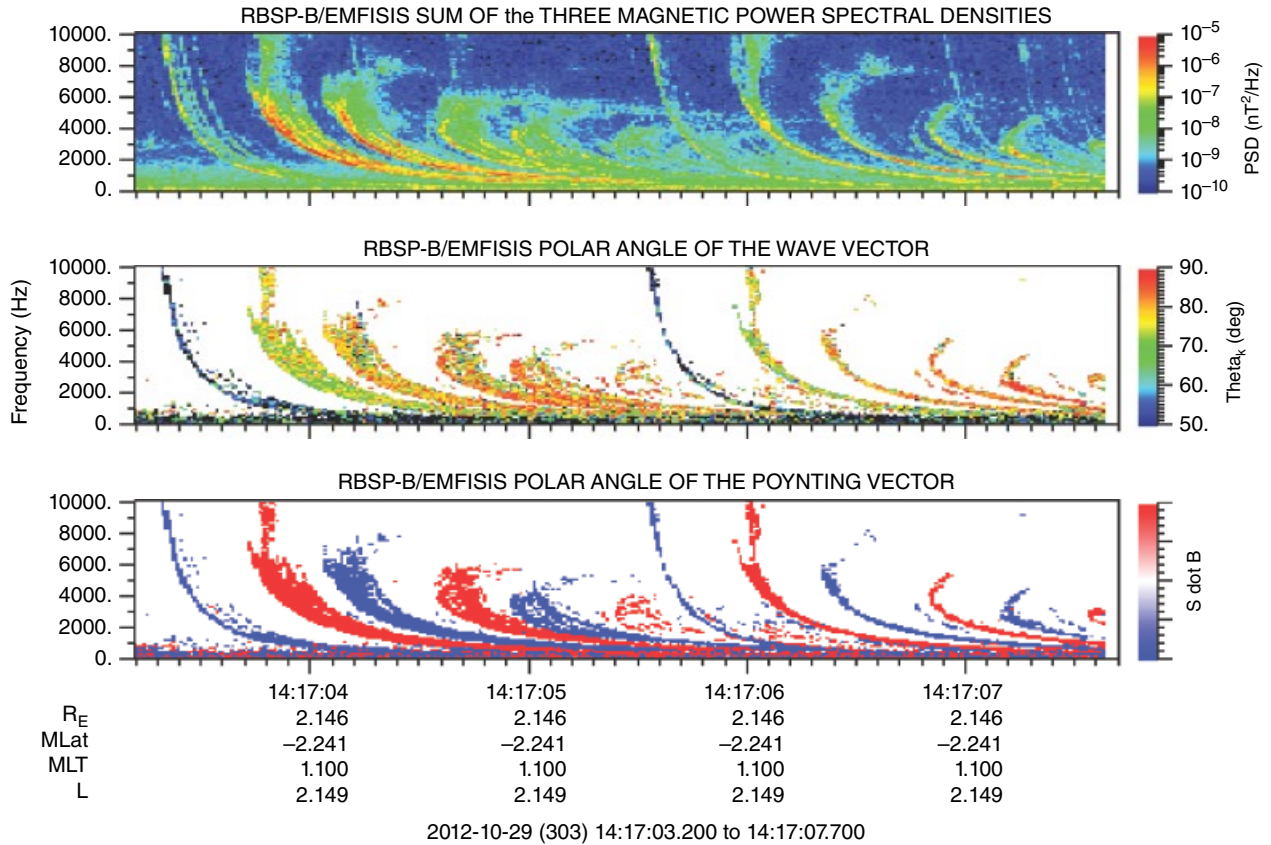 RBSP-B/EMFISIS SUM OF the THREE MAGNETIC POWER SPECTRAL DENSITIES
10000.
8000.
6000.
4000.
2000.
0.
10⁻⁵
10⁻⁶
10⁻⁷
10⁻⁸
10⁻⁹
10⁻¹⁰
PSD (nT⁻²/Hz)
RBSP-B/EMFISIS POLAR ANGLE OF THE WAVE VECTOR
Frequency (Hz)
10000.
8000.
6000.
4000.
2000.
0.
90.
80.
70.
60.
50.
Theta_k (deg)
RBSP-B/EMFISIS POLAR ANGLE OF THE POYNTING VECTOR
10000.
8000.
6000.
4000.
2000.
0.
S dot B
14:17:04 14:17:05 14:17:06 14:17:07
R_E 2.146 2.146 2.146 2.146
MLat –2.241 –2.241 –2.241 –2.241
MLT 1.100 1.100 1.100 1.100
L 2.149 2.149 2.149 2.149
2012-10-29 (303) 14:17:03.200 to 14:17:07.700